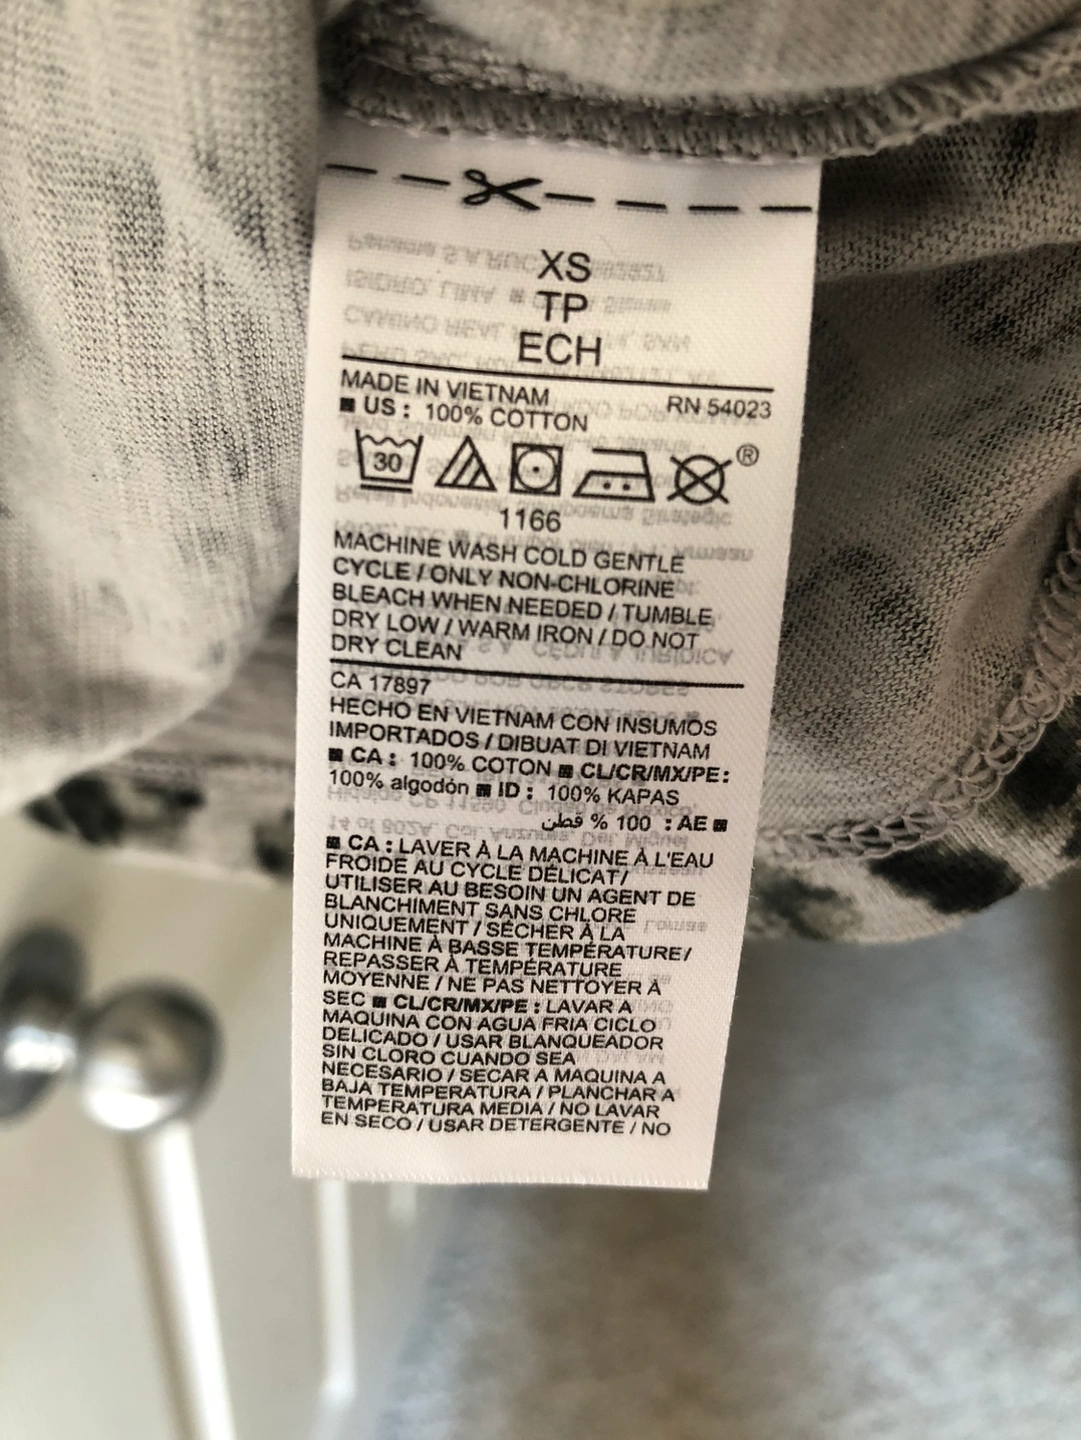 XS
TP
ECH
MADE IN VIETNAM RN 54023
■ US : 100% COTTON
30 ®
1166
MACHINE WASH COLD GENTLE
CYCLE / ONLY NON-CHLORINE
BLEACH WHEN NEEDED / TUMBLE
DRY LOW / WARM IRON / DO NOT
DRY CLEAN
CA 17897
HECHO EN VIETNAM CON INSUMOS
IMPORTADOS / DIBUAT DI VIETNAM
■ CA : 100% COTON ■ CL/CR/MX/PE :
100% algodón ■ ID : 100% KAPAS
■ AE : 100 % قطن
■ CA : LAVER À LA MACHINE À L'EAU
FROIDE AU CYCLE DÉLICAT/
UTILISER AU BESOIN UN AGENT DE
BLANCHIMENT SANS CHLORE
UNIQUEMENT / SÉCHER À LA
MACHINE À BASSE TEMPÉRATURE/
REPASSER À TEMPÉRATURE
MOYENNE / NE PAS NETTOYER À
SEC ■ CL/CR/MX/PE : LAVAR A
MAQUINA CON AGUA FRIA CICLO
DELICADO / USAR BLANQUEADOR
SIN CLORO CUANDO SEA
NECESARIO / SECAR A MAQUINA A
BAJA TEMPERATURA / PLANCHAR A
TEMPERATURA MEDIA / NO LAVAR
EN SECO / USAR DETERGENTE / NO